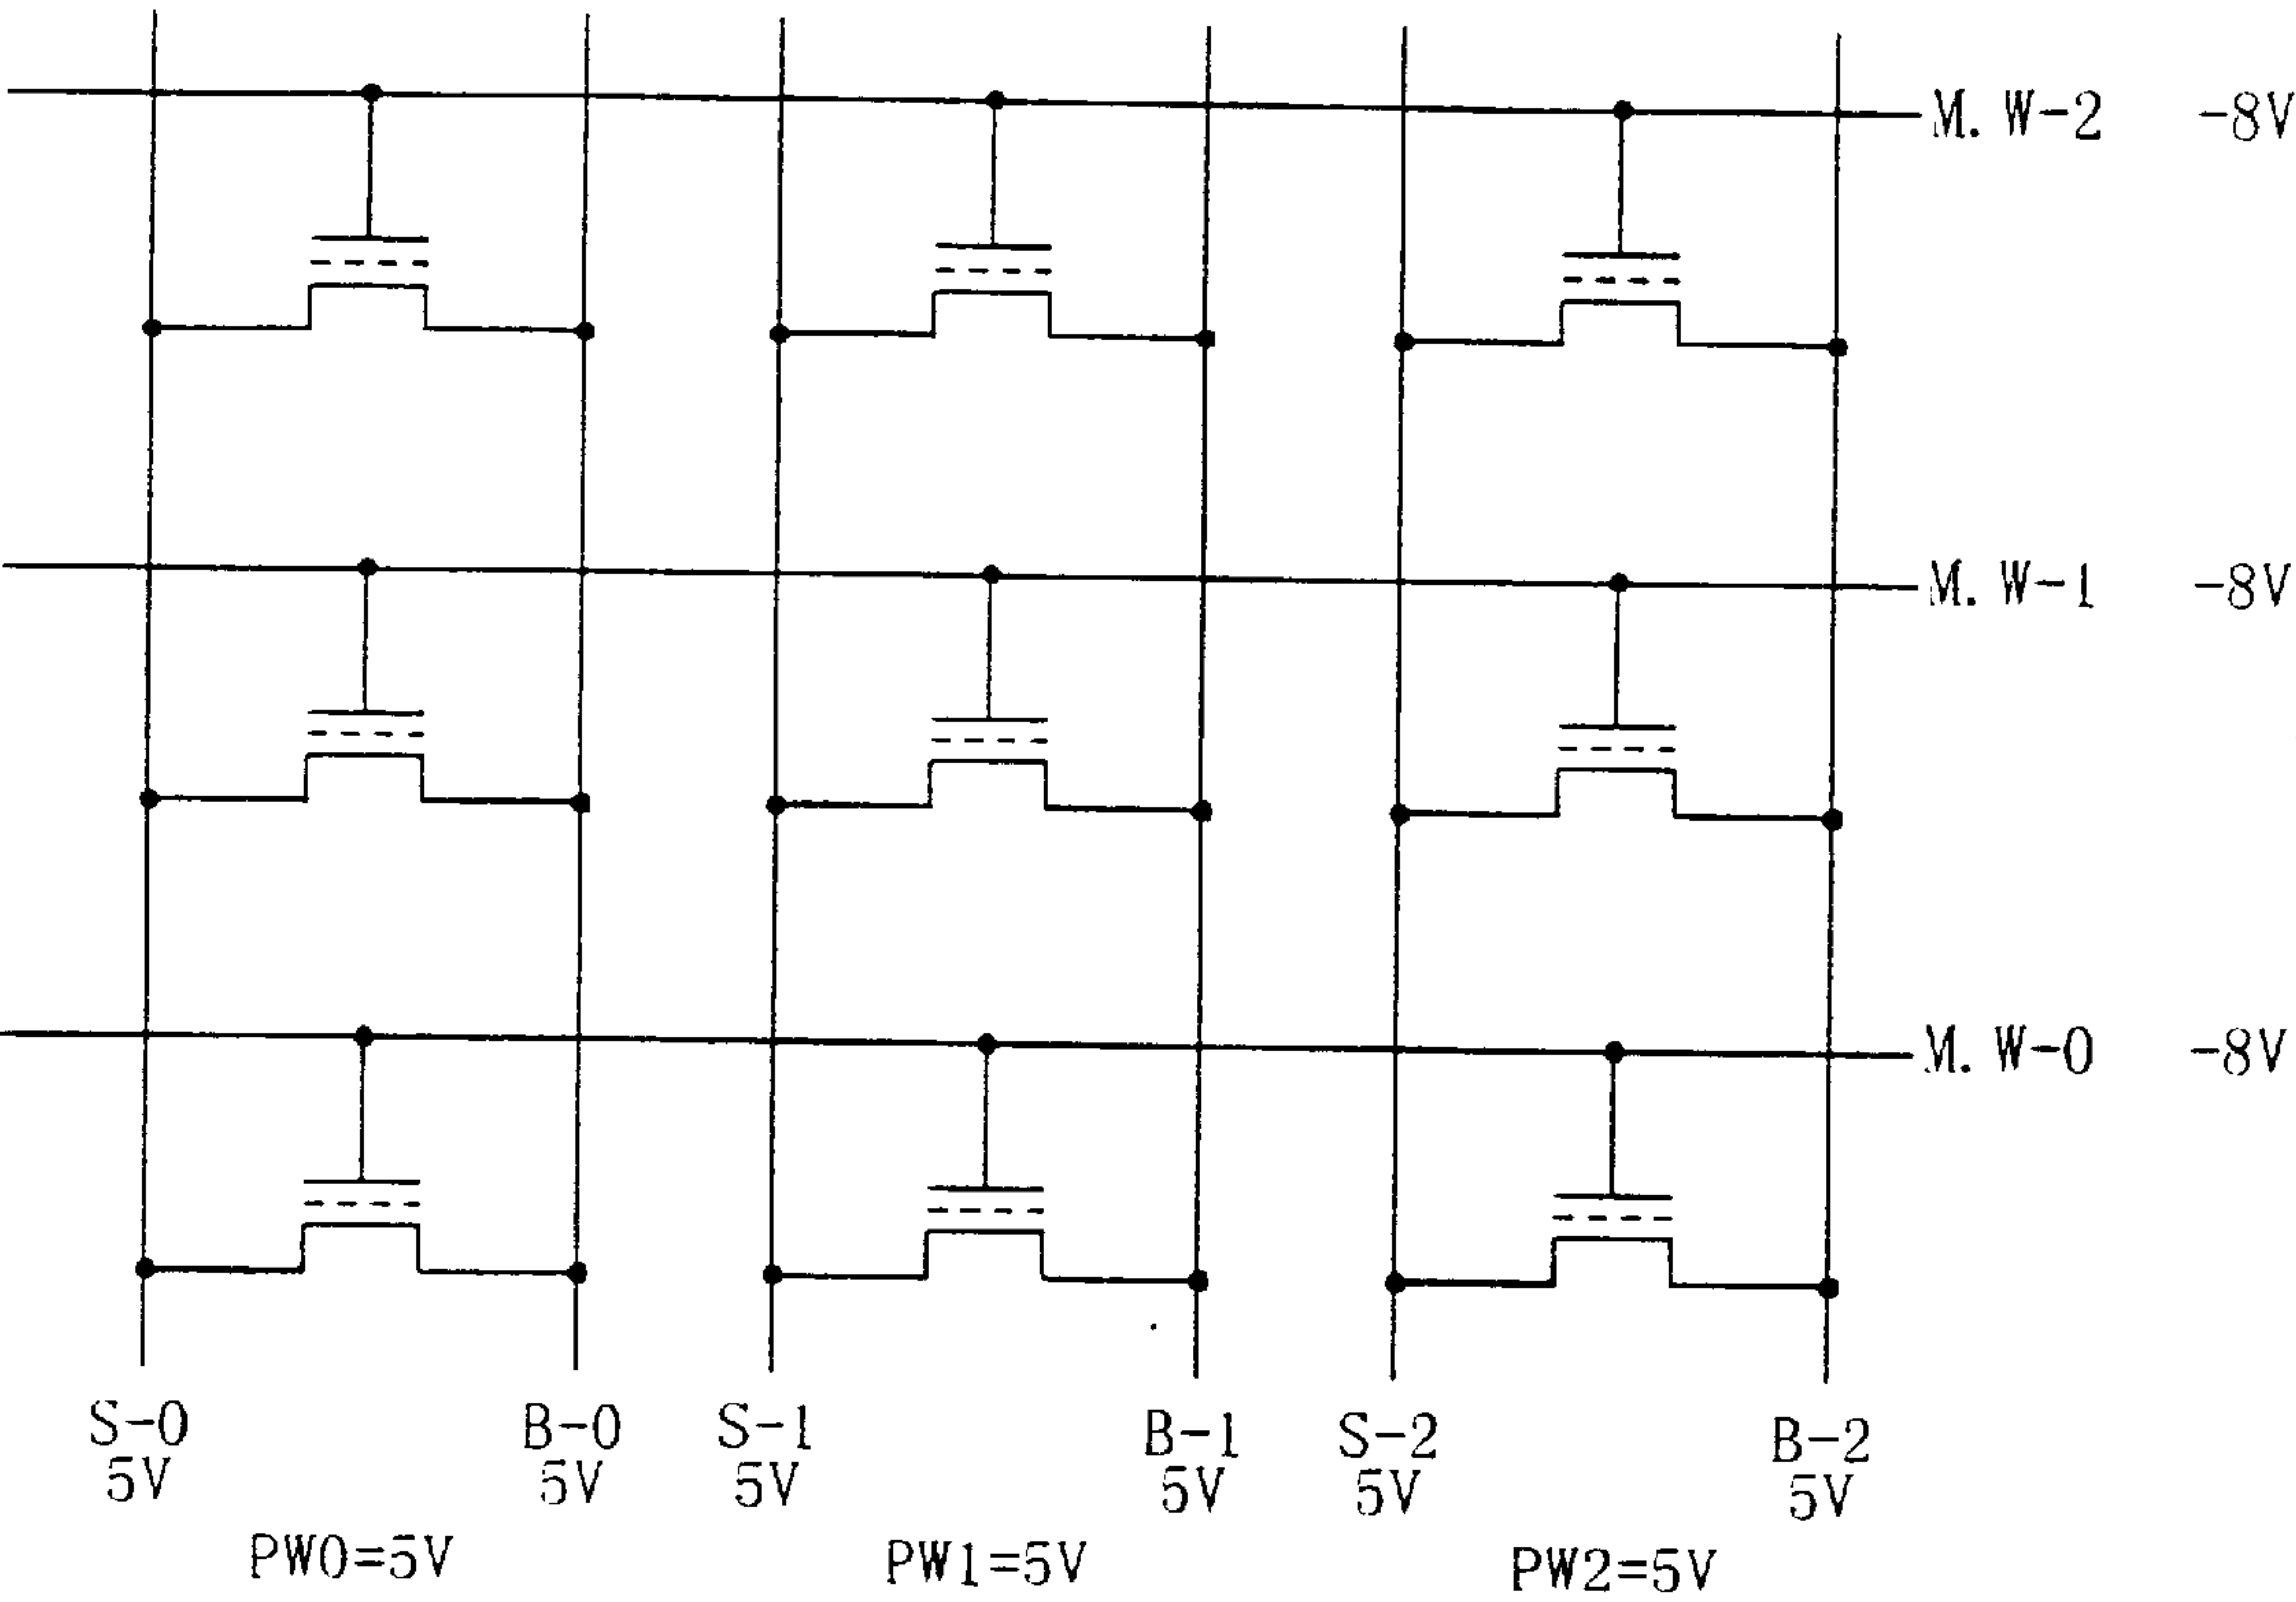 M. W-2 -8V
M. W-1 -8V
M. W-0 -8V
S-0 B-0 S-1 B-1 S-2 B-2
5V 5V 5V 5V 5V 5V
PW0=5V PW1=5V PW2=5V